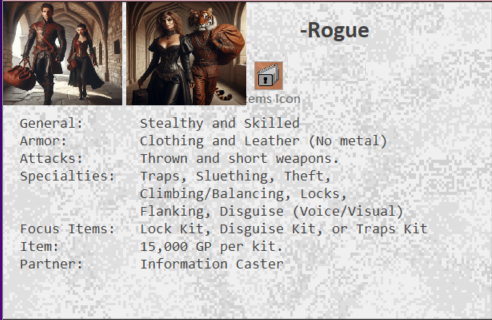 -Rogue
ems Icon
General: Stealthy and Skilled
Armor: Clothing and Leather (No metal)
Attacks: Thrown and short weapons.
Specialties: Traps, Sluething, Theft,
Climbing/Balancing, Locks,
Flanking, Disguise (Voice/Visual)
Focus Items: Lock Kit, Disguise Kit, or Traps Kit
Item: 15,000 GP per kit.
Partner: Information Caster